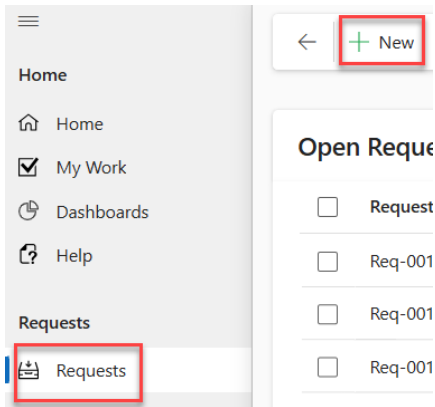 Home
Home
My Work
Dashboards
Help
Requests
Requests
+ New
Open Reque
Request
Req-001
Req-001
Req-001